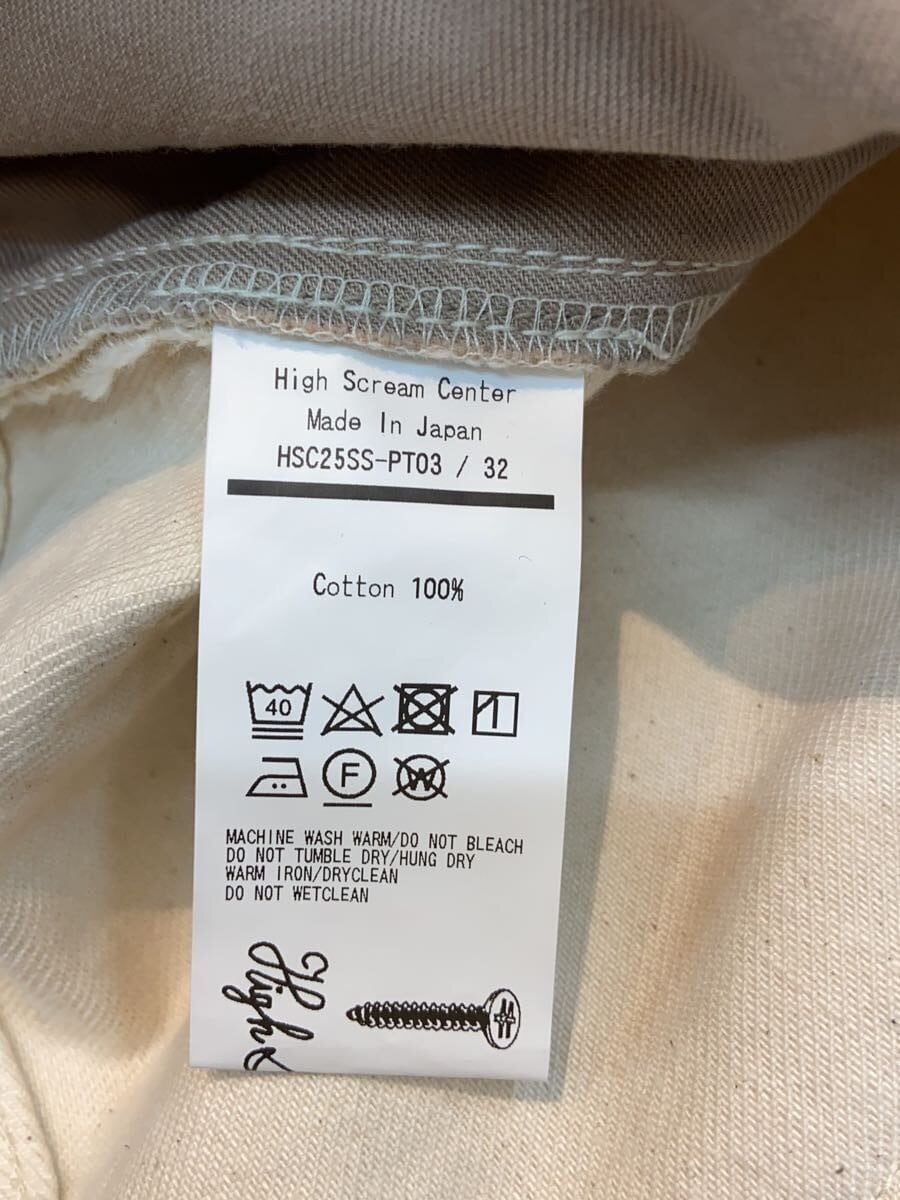 High Scream Center
Made In Japan
HSC25SS-PT03 / 32
Cotton 100%
40
F
W
MACHINE WASH WARM/DO NOT BLEACH
DO NOT TUMBLE DRY/HUNG DRY
WARM IRON/DRYCLEAN
DO NOT WETCLEAN
High